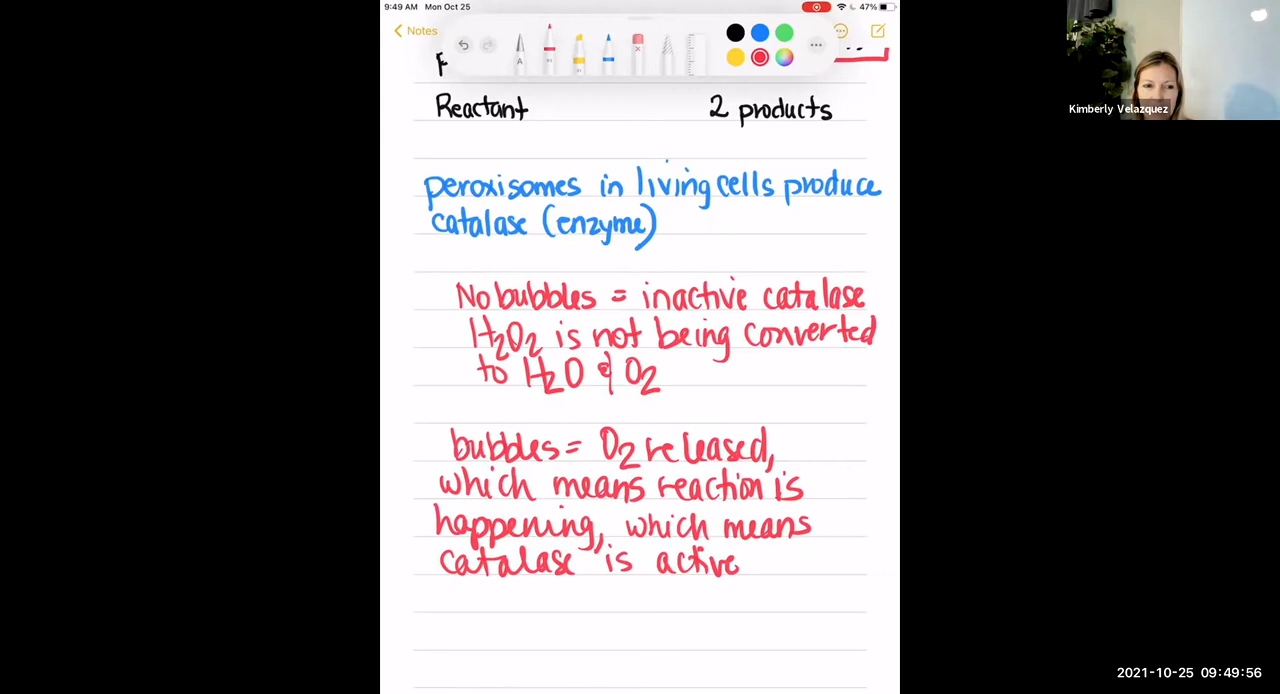 9:49 AM Mon Oct 25
47%
Notes
Reactant 2 products
peroxisomes in living cells produce
catalase (enzyme)
No bubbles = inactive catalase
H2O2 is not being converted
to H2O & O2
bubbles = O2 released,
which means reaction is
happening, which means
catalase is active
Kimberly Velazquez
2021-10-25 09:49:56